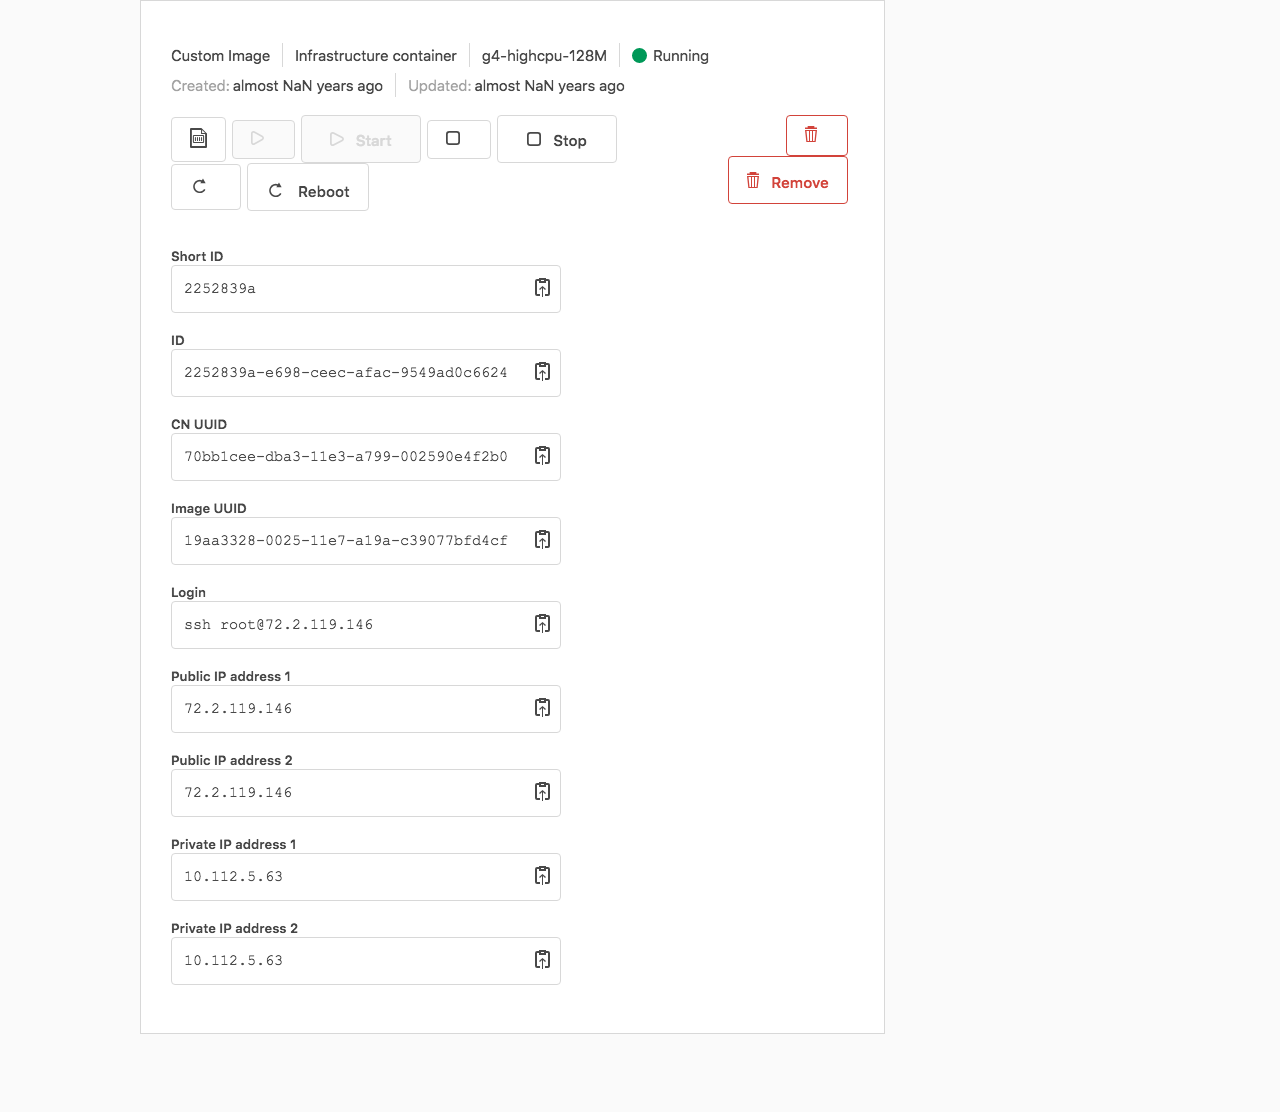 Custom Image Infrastructure container g4-highcpu-128M Running
Created: almost NaN years ago Updated: almost NaN years ago
Start Stop
Reboot Remove
Short ID
2252839a
ID
2252839a-e698-ceec-afac-9549ad0c6624
CN UUID
70bb1cee-dba3-11e3-a799-002590e4f2b0
Image UUID
19aa3328-0025-11e7-a19a-c39077bfd4cf
Login
ssh root@72.2.119.146
Public IP address 1
72.2.119.146
Public IP address 2
72.2.119.146
Private IP address 1
10.112.5.63
Private IP address 2
10.112.5.63